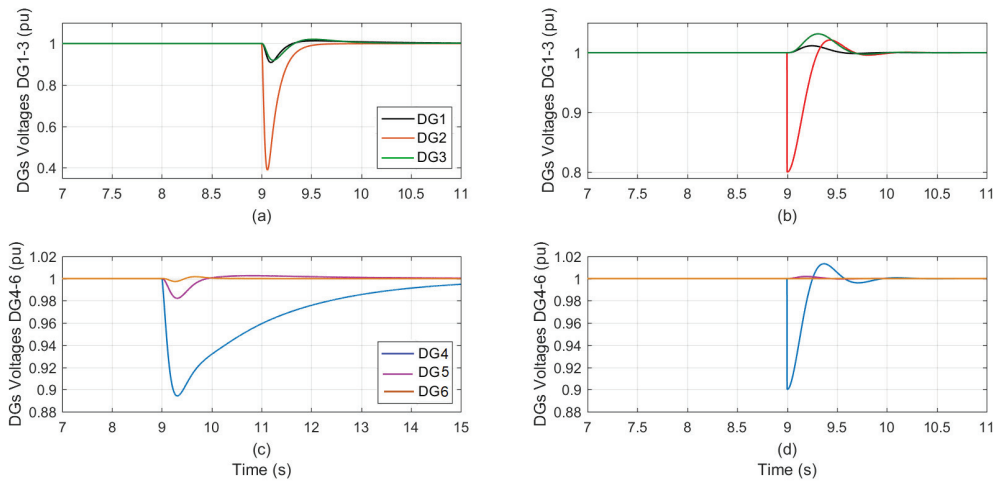 DGs Voltages DG1-3 (pu)
1
0.8
0.6
0.4
DG1
DG2
DG3
7 7.5 8 8.5 9 9.5 10 10.5 11
(a)
DGs Voltages DG1-3 (pu)
1
0.9
0.8
7 7.5 8 8.5 9 9.5 10 10.5 11
(b)
DGs Voltages DG4-6 (pu)
1.02
1
0.98
0.96
0.94
0.92
0.9
0.88
DG4
DG5
DG6
7 8 9 10 11 12 13 14 15
(c)
Time (s)
DGs Voltages DG4-6 (pu)
1.02
1
0.98
0.96
0.94
0.92
0.9
0.88
7 7.5 8 8.5 9 9.5 10 10.5 11
(d)
Time (s)